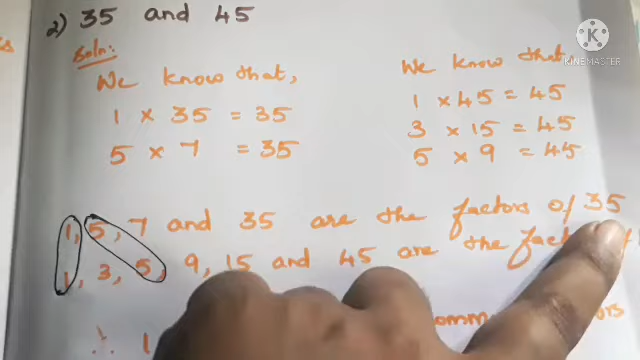 2) 35 and 45
Soln:
We know that,
1 × 35 = 35
5 × 7 = 35
We know that
1 × 45 = 45
3 × 15 = 45
5 × 9 = 45
1, 5, 7 and 35 are the factors of 35
1, 3, 5, 9, 15 and 45 are the
∴ 1
KINEMASTER